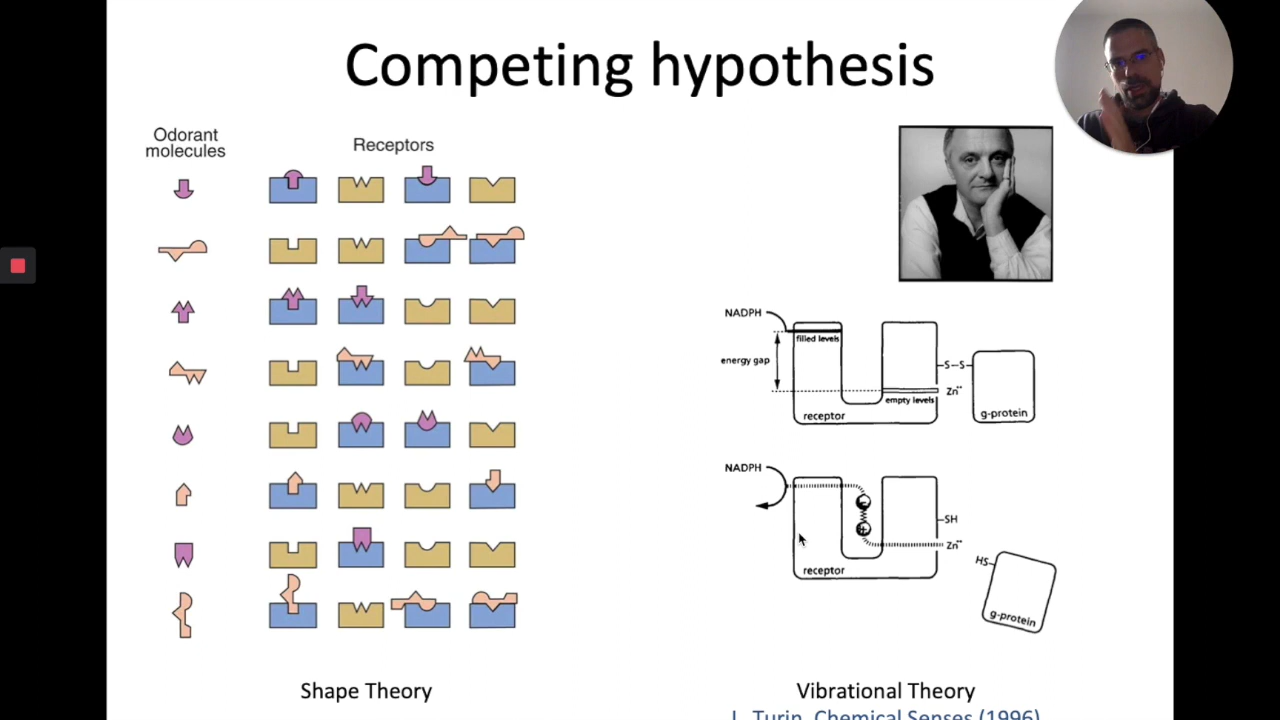 Competing hypothesis
Odorant
molecules
Receptors
NADPH
filled levels
energy gap
S--S
Zn¨
empty levels
receptor
g-protein
NADPH
SH
Zn¨
HS
receptor
g-protein
Shape Theory
Vibrational Theory
L. Turin, Chemical Senses (1996)